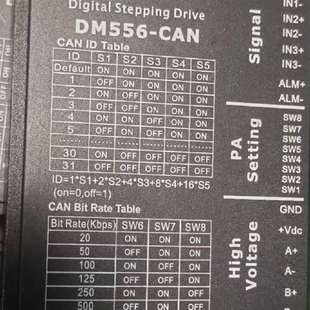 Digital Stepping Drive
DM556-CAN
CAN ID Table
ID S1 S2 S3 S4 S5
Default ON ON ON ON ON
1 OFF ON ON ON ON
2 ON OFF ON ON ON
3 OFF OFF ON ON ON
4 ON ON OFF ON ON
5 OFF ON OFF ON ON
30 ON OFF OFF OFF OFF
31 OFF OFF OFF OFF OFF
ID=1*S1+2*S2+4*S3+8*S4+16*S5
(on=0,off=1)
CAN Bit Rate Table
Bit Rate(Kbps) SW6 SW7 SW8
20 ON ON ON
50 OFF ON ON
100 ON OFF ON
125 OFF OFF ON
250 ON ON OFF
500 OFF ON OFF
Signal
IN1-
IN2+
IN2-
IN3+
IN3-
ALM+
ALM-
PA
Setting
SW8
SW7
SW6
SW5
SW4
SW3
SW2
SW1
High
Voltage
GND
+Vdc
A+
A-
B+